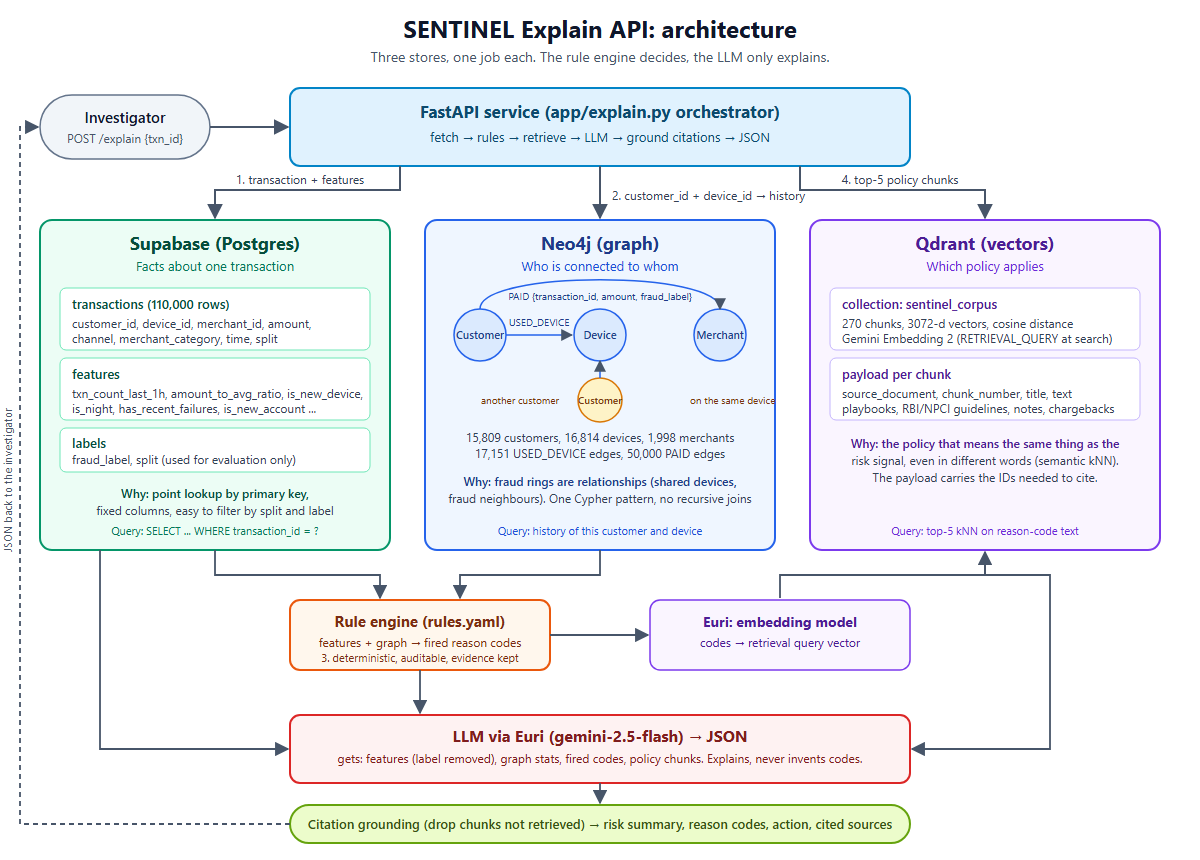 SENTINEL Explain API: architecture
Three stores, one job each. The rule engine decides, the LLM only explains.
Investigator
POST /explain {txn_id}
FastAPI service (app/explain.py orchestrator)
fetch → rules → retrieve → LLM → ground citations → JSON
1. transaction + features
2. customer_id + device_id → history
4. top-5 policy chunks
Supabase (Postgres)
Facts about one transaction
transactions (110,000 rows)
customer_id, device_id, merchant_id, amount,
channel, merchant_category, time, split
features
txn_count_last_1h, amount_to_avg_ratio, is_new_device,
is_night, has_recent_failures, is_new_account ...
labels
fraud_label, split (used for evaluation only)
Why: point lookup by primary key,
fixed columns, easy to filter by split and label
Query: SELECT ... WHERE transaction_id = ?
Neo4j (graph)
Who is connected to whom
PAID {transaction_id, amount, fraud_label}
USED_DEVICE
Customer
Device
Merchant
another customer
Customer
on the same device
15,809 customers, 16,814 devices, 1,998 merchants
17,151 USED_DEVICE edges, 50,000 PAID edges
Why: fraud rings are relationships (shared devices,
fraud neighbours). One Cypher pattern, no recursive joins
Query: history of this customer and device
Qdrant (vectors)
Which policy applies
collection: sentinel_corpus
270 chunks, 3072-d vectors, cosine distance
Gemini Embedding 2 (RETRIEVAL_QUERY at search)
payload per chunk
source_document, chunk_number, title, text
playbooks, RBI/NPCI guidelines, notes, chargebacks
Why: the policy that means the same thing as the
risk signal, even in different words (semantic kNN).
The payload carries the IDs needed to cite.
Query: top-5 kNN on reason-code text
JSON back to the investigator
Rule engine (rules.yaml)
features + graph → fired reason codes
3. deterministic, auditable, evidence kept
Euri: embedding model
codes → retrieval query vector
LLM via Euri (gemini-2.5-flash) → JSON
gets: features (label removed), graph stats, fired codes, policy chunks. Explains, never invents codes.
Citation grounding (drop chunks not retrieved) → risk summary, reason codes, action, cited sources